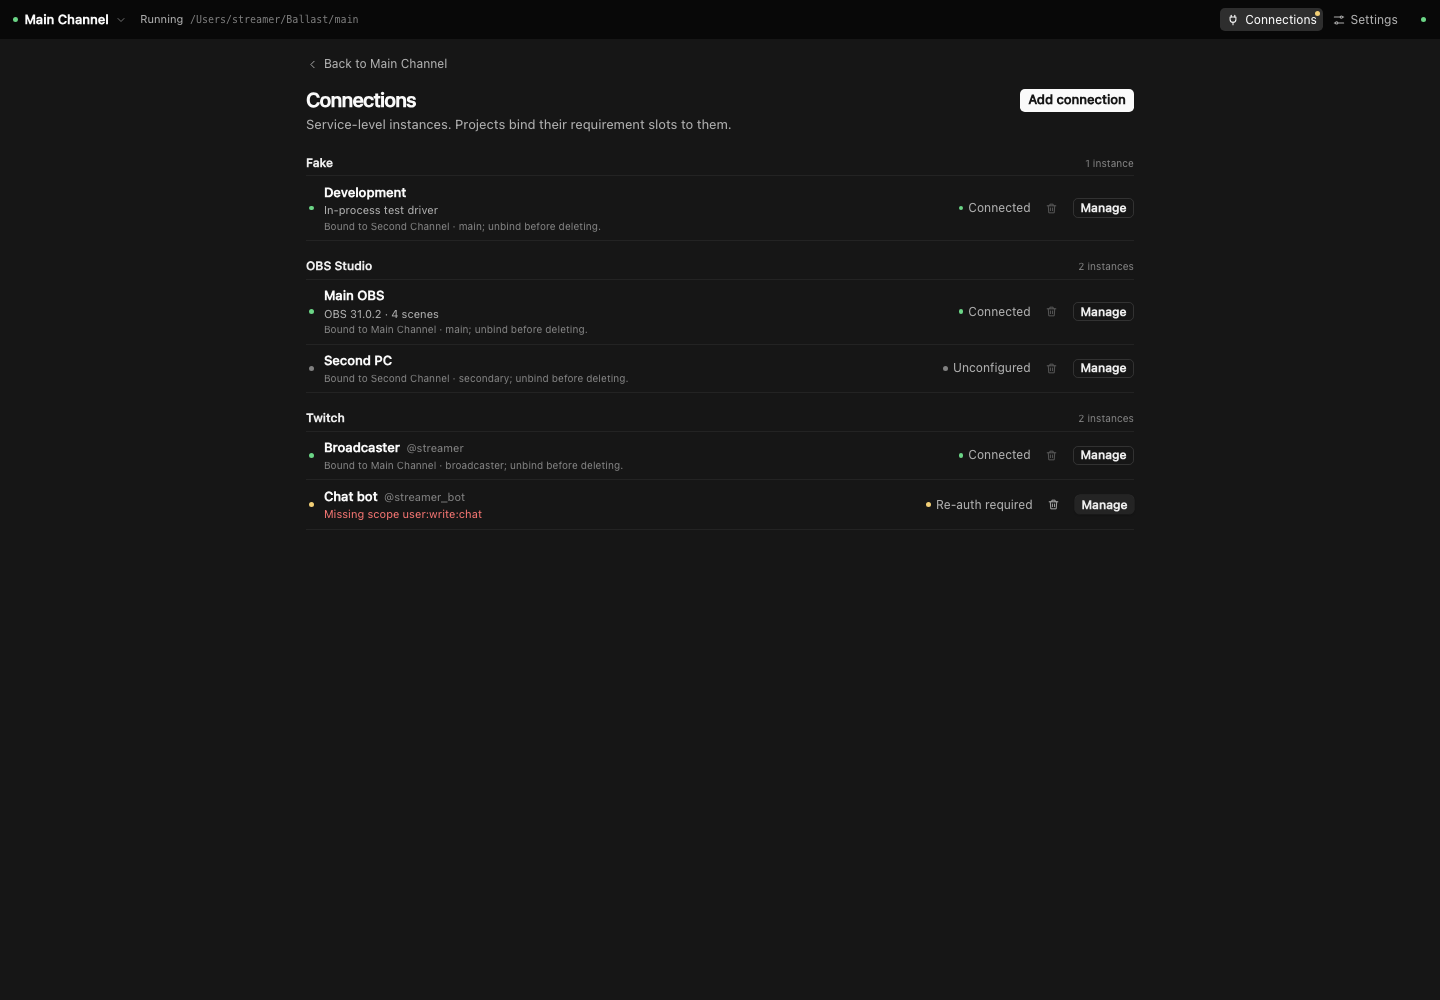 Main Channel Running /Users/streamer/Ballast/main Connections Settings
Back to Main Channel
Connections Add connection
Service-level instances. Projects bind their requirement slots to them.
Fake 1 instance
Development
In-process test driver
Bound to Second Channel · main; unbind before deleting.
Connected Manage
OBS Studio 2 instances
Main OBS
OBS 31.0.2 · 4 scenes
Bound to Main Channel · main; unbind before deleting.
Connected Manage
Second PC
Bound to Second Channel · secondary; unbind before deleting.
Unconfigured Manage
Twitch 2 instances
Broadcaster @streamer
Bound to Main Channel · broadcaster; unbind before deleting.
Connected Manage
Chat bot @streamer_bot
Missing scope user:write:chat
Re-auth required Manage